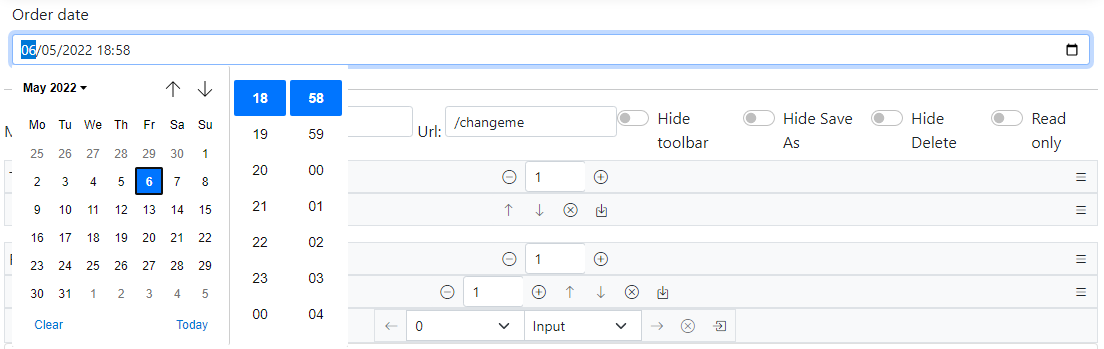 Order date
06/05/2022 18:58
May 2022
Mo Tu We Th Fr Sa Su
25 26 27 28 29 30 1
2 3 4 5 6 7 8
9 10 11 12 13 14 15
16 17 18 19 20 21 22
23 24 25 26 27 28 29
30 31 1 2 3 4 5
Clear Today
18 58
19 59
20 00
21 01
22 02
23 03
00 04
Url: /changeme
Hide toolbar
Hide Save As
Hide Delete
Read only
1
1
1
0 Input